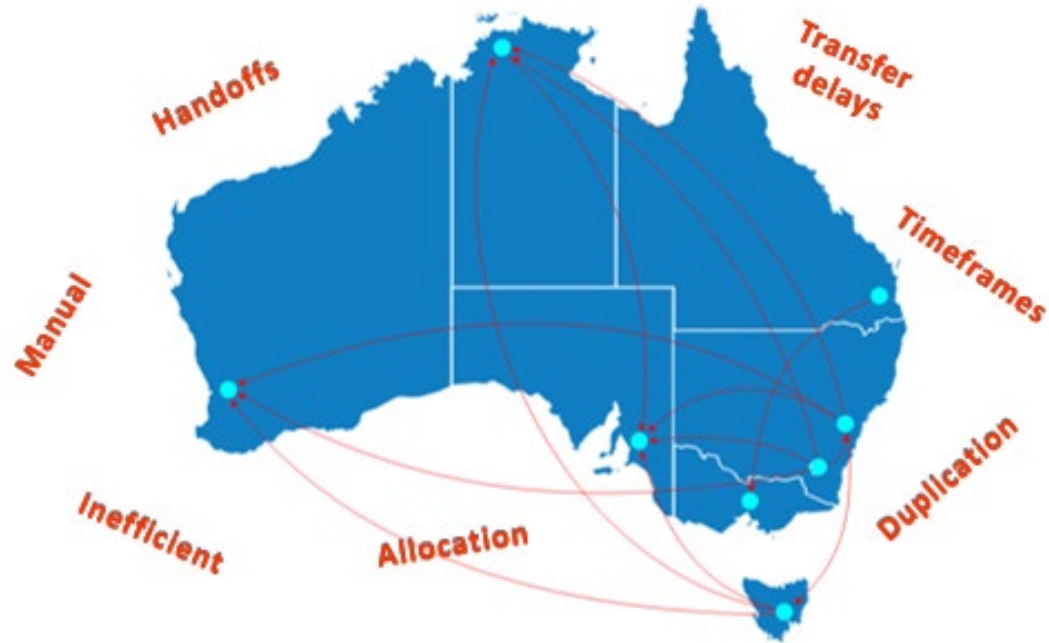 Handoffs
Transfer
delays
Timeframes
Manual
Duplication
Inefficient
Allocation